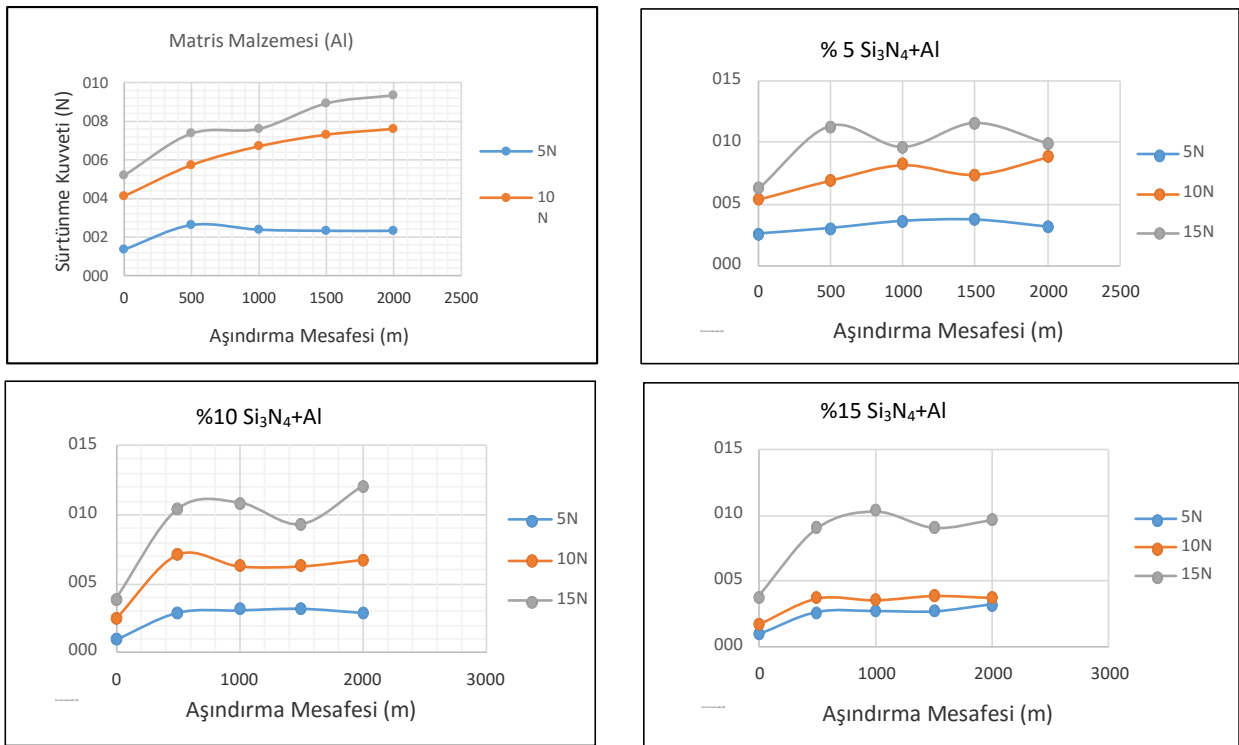 Matris Malzemesi (Al)
Sürtünme Kuvveti (N)
010
008
006
004
002
000
0 500 1000 1500 2000 2500
Aşındırma Mesafesi (m)
5N
10
N
% 5 Si₃N₄+Al
015
010
005
000
0 500 1000 1500 2000 2500
Aşındırma Mesafesi (m)
5N
10N
15N
%10 Si₃N₄+Al
015
010
005
000
0 1000 2000 3000
Aşındırma Mesafesi (m)
5N
10N
15N
%15 Si₃N₄+Al
015
010
005
000
0 1000 2000 3000
Aşındırma Mesafesi (m)
5N
10N
15N